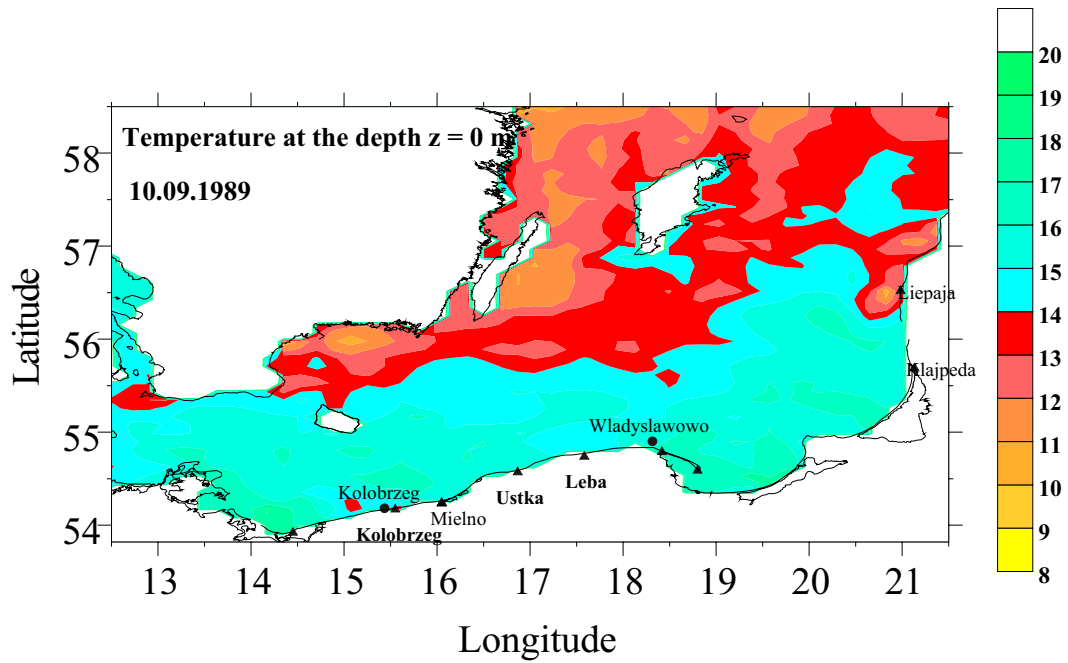 Temperature at the depth z = 0 m
10.09.1989
Latitude
58
57
56
55
54
13 14 15 16 17 18 19 20 21
Longitude
Liepaja
Klajpeda
Wladyslawowo
Leba
Ustka
Kolobrzeg
Mielno
Kolobrzeg
20
19
18
17
16
15
14
13
12
11
10
9
8